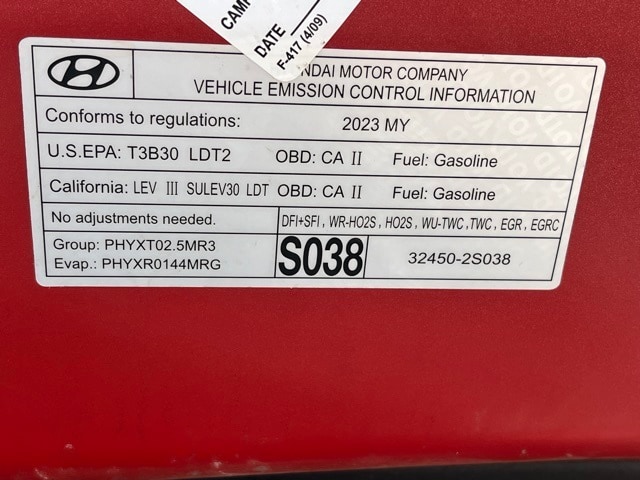 CAMP
DATE
F-417 (4/09)
NDAI MOTOR COMPANY
VEHICLE EMISSION CONTROL INFORMATION
Conforms to regulations: 2023 MY
U.S.EPA: T3B30 LDT2 OBD: CA II Fuel: Gasoline
California: LEV III SULEV30 LDT OBD: CA II Fuel: Gasoline
No adjustments needed. DFI+SFI, WR-HO2S, HO2S, WU-TWC, TWC, EGR, EGRC
Group: PHYXT02.5MR3
Evap.: PHYXR0144MRG
S038
32450-2S038